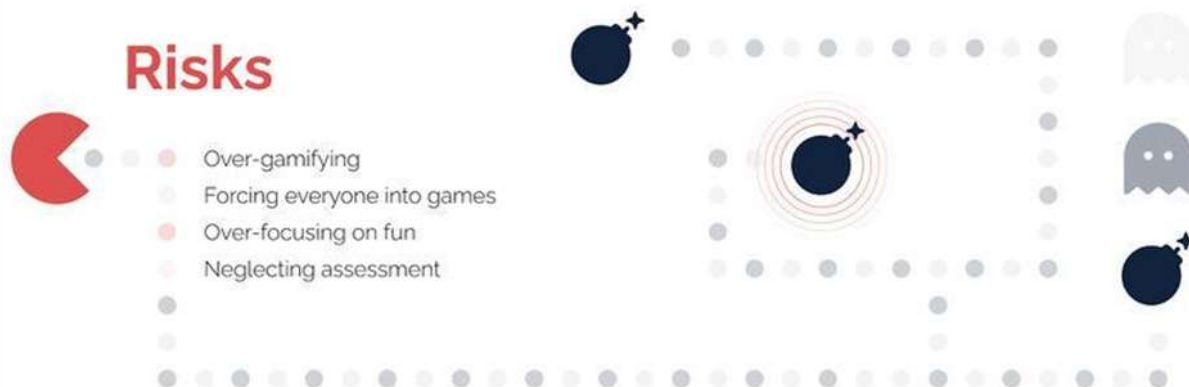 Risks
Over-gamifying
Forcing everyone into games
Over-focusing on fun
Neglecting assessment